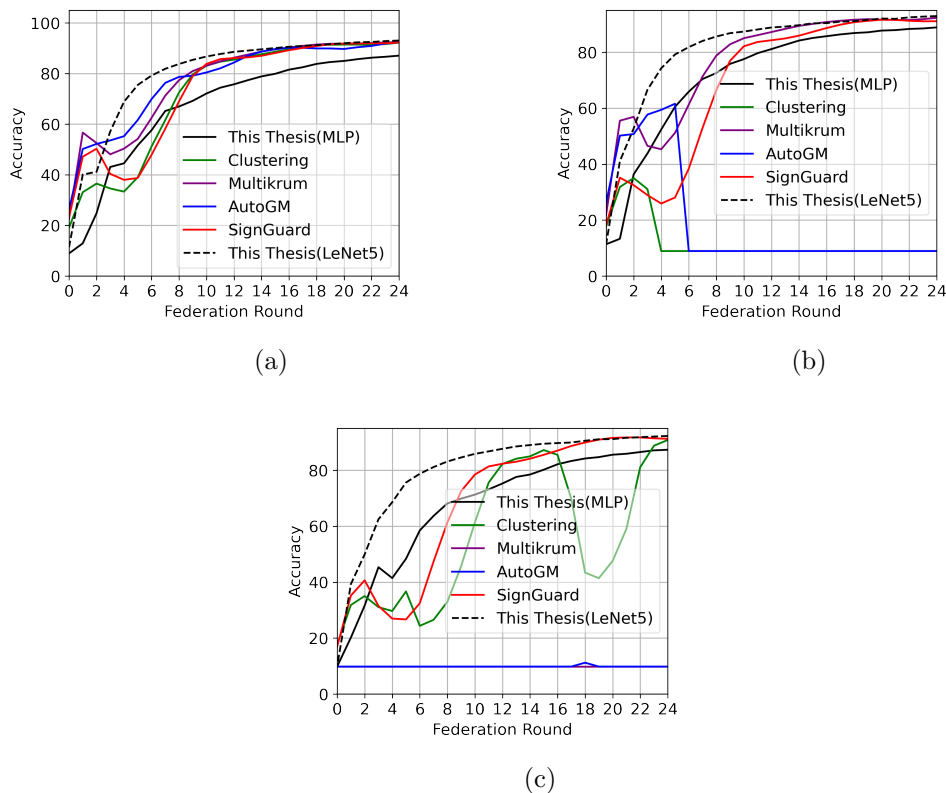 100
80
60
40
20
0
Accuracy
This Thesis(MLP)
Clustering
Multikrum
AutoGM
SignGuard
This Thesis(LeNet5)
0 2 4 6 8 10 12 14 16 18 20 22 24
Federation Round
(a)
80
60
40
20
0
Accuracy
This Thesis(MLP)
Clustering
Multikrum
AutoGM
SignGuard
This Thesis(LeNet5)
0 2 4 6 8 10 12 14 16 18 20 22 24
Federation Round
(b)
80
60
40
20
0
Accuracy
This Thesis(MLP)
Clustering
Multikrum
AutoGM
SignGuard
This Thesis(LeNet5)
0 2 4 6 8 10 12 14 16 18 20 22 24
Federation Round
(c)